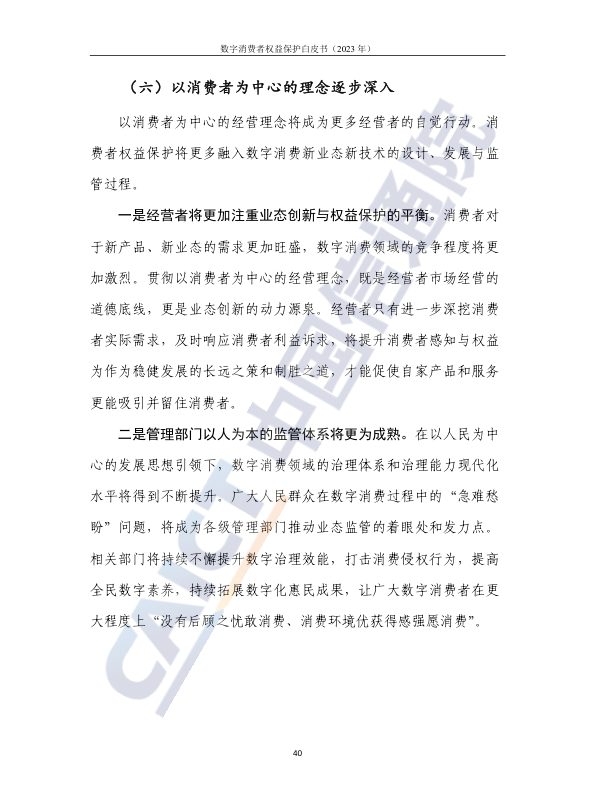 数字消费者权益保护白皮书（2023 年）
（六）以消费者为中心的理念逐步深入
以消费者为中心的经营理念将成为更多经营者的自觉行动。消
费者权益保护将更多融入数字消费新业态新技术的设计、发展与监
管过程。
一是经营者将更加注重业态创新与权益保护的平衡。消费者对
于新产品、新业态的需求更加旺盛，数字消费领域的竞争程度将更
加激烈。贯彻以消费者为中心的经营理念，既是经营者市场经营的
道德底线，更是业态创新的动力源泉。经营者只有进一步深挖消费
者实际需求，及时响应消费者利益诉求，将提升消费者感知与权益
为作为稳健发展的长远之策和制胜之道，才能促使自家产品和服务
更能吸引并留住消费者。
二是管理部门以人为本的监管体系将更为成熟。在以人民为中
心的发展思想引领下，数字消费领域的治理体系和治理能力现代化
水平将得到不断提升。广大人民群众在数字消费过程中的“急难愁
盼”问题，将成为各级管理部门推动业态监管的着眼处和发力点。
相关部门将持续不懈提升数字治理效能，打击消费侵权行为，提高
全民数字素养，持续拓展数字化惠民成果，让广大数字消费者在更
大程度上“没有后顾之忧敢消费、消费环境优获得感强愿消费”。
CAICT 中国信通院
40